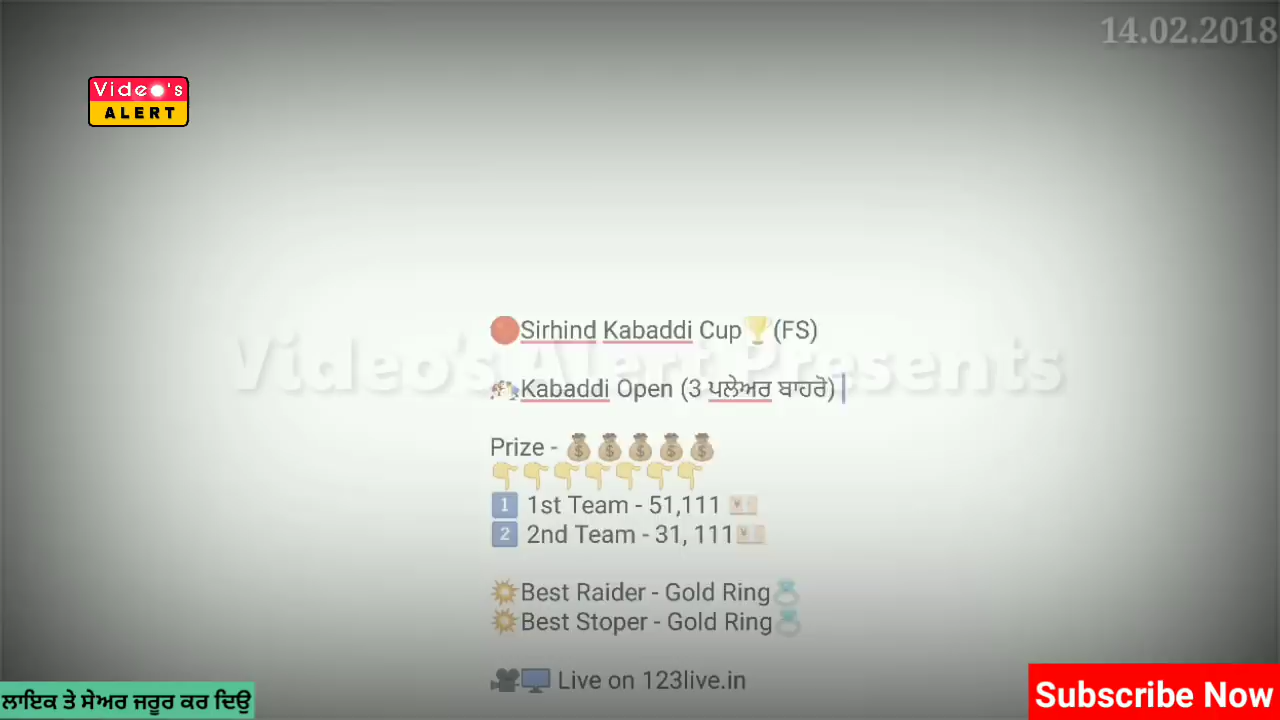 14.02.2018
Video's
ALERT
🔴Sirhind Kabaddi Cup🏆(FS)
Video's Alert Presents
🤼Kabaddi Open (3 ਪਲੇਅਰ ਬਾਹਰੋ)
Prize - 💰💰💰💰💰
👇👇👇👇👇👇👇
1️⃣ 1st Team - 51,111 💴
2️⃣ 2nd Team - 31, 111💴
💥Best Raider - Gold Ring💍
💥Best Stoper - Gold Ring💍
🎥🖥️ Live on 123live.in
ਲਾਇਕ ਤੇ ਸੇਅਰ ਜਰੂਰ ਕਰ ਦਿਉ
Subscribe Now